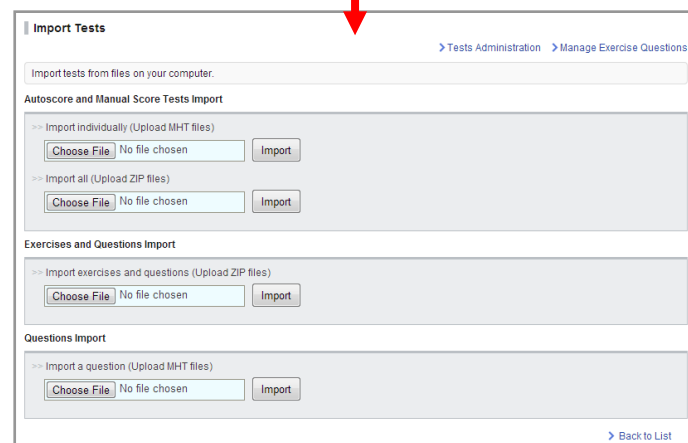 Import Tests
> Tests Administration > Manage Exercise Questions
Import tests from files on your computer.
Autoscore and Manual Score Tests Import
>> Import individually (Upload MHT files)
Choose File No file chosen Import
>> Import all (Upload ZIP files)
Choose File No file chosen Import
Exercises and Questions Import
>> Import exercises and questions (Upload ZIP files)
Choose File No file chosen Import
Questions Import
>> Import a question (Upload MHT files)
Choose File No file chosen Import
> Back to List